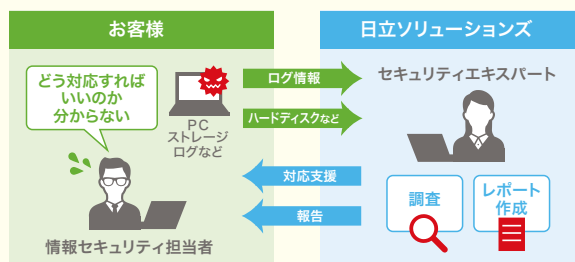 お客様
どう対応すれば
いいのか
分からない
PC
ストレージ
ログなど
情報セキュリティ担当者
ログ情報
ハードディスクなど
対応支援
報告
日立ソリューションズ
セキュリティエキスパート
調査
レポート
作成